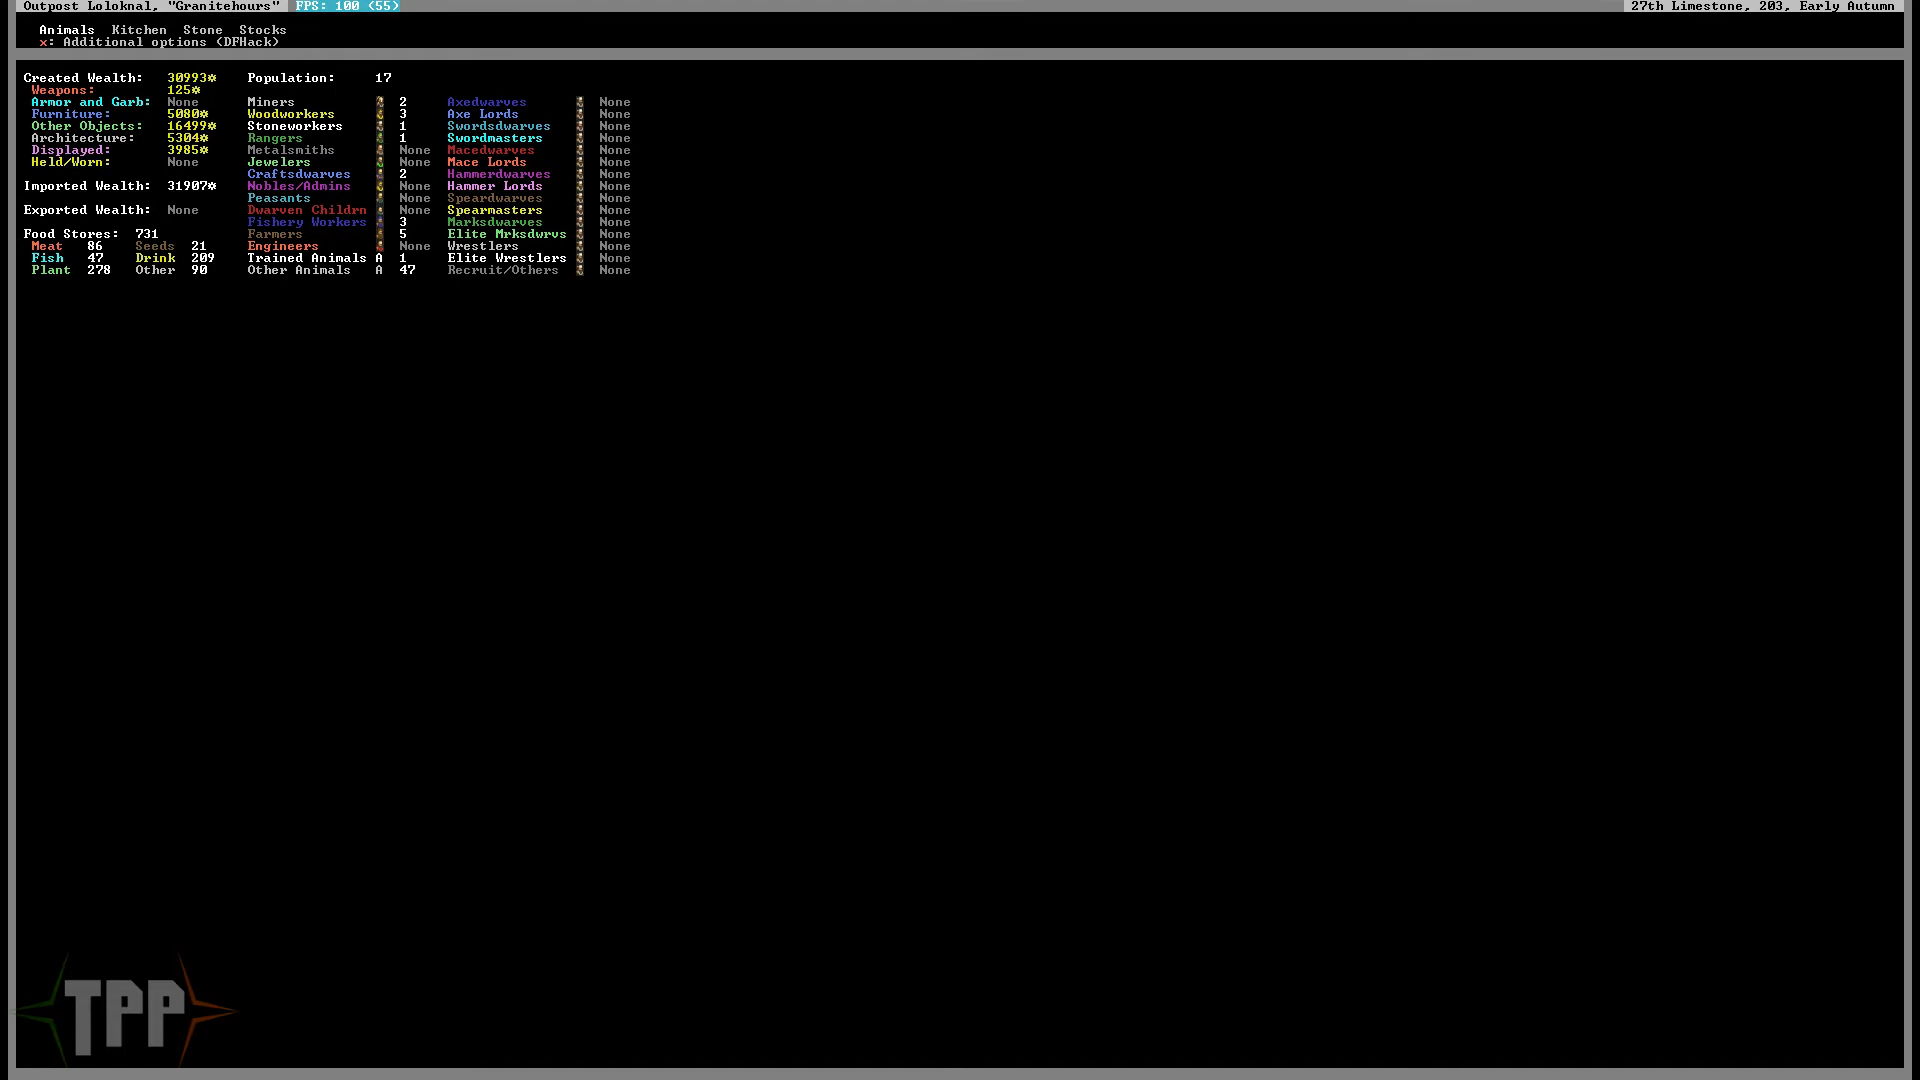 Outpost Loloknal, "Granitehours" FPS: 100 (55) 27th Limestone, 203, Early Autumn
Animals Kitchen Stone Stocks
x: Additional options (DFHack)
Created Wealth: 30993☼ Population: 17
Weapons: 125☼
Armor and Garb: None Miners 2 Axedwarves None
Furniture: 5080☼ Woodworkers 3 Axe Lords None
Other Objects: 16499☼ Stoneworkers 1 Swordsdwarves None
Architecture: 5304☼ Rangers 1 Swordmasters None
Displayed: 3985☼ Metalsmiths None Macedwarves None
Held/Worn: None Jewelers None Mace Lords None
Craftsdwarves 2 Hammerdwarves None
Imported Wealth: 31907☼ Nobles/Admins None Hammer Lords None
Peasants None Speardwarves None
Exported Wealth: None Dwarven Childrn None Spearmasters None
Fishery Workers 3 Marksdwarves None
Food Stores: 731 Farmers 5 Elite Mrksdwrvs None
Meat 86 Seeds 21 Engineers None Wrestlers None
Fish 47 Drink 209 Trained Animals A 1 Elite Wrestlers None
Plant 278 Other 90 Other Animals A 47 Recruit/Others None
TPP